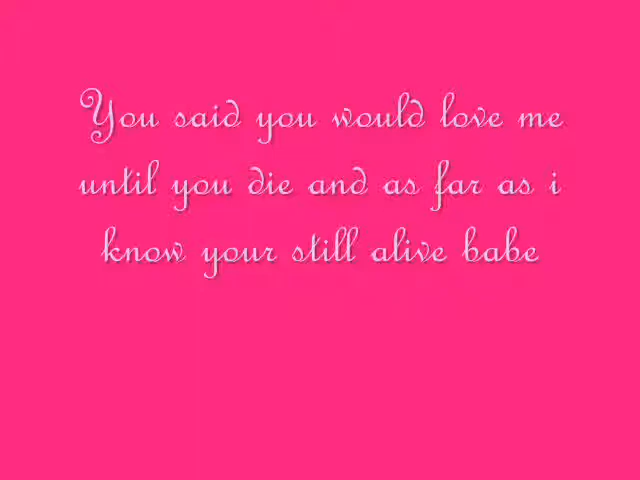 You said you would love me
until you die and as far as i
know your still alive babe